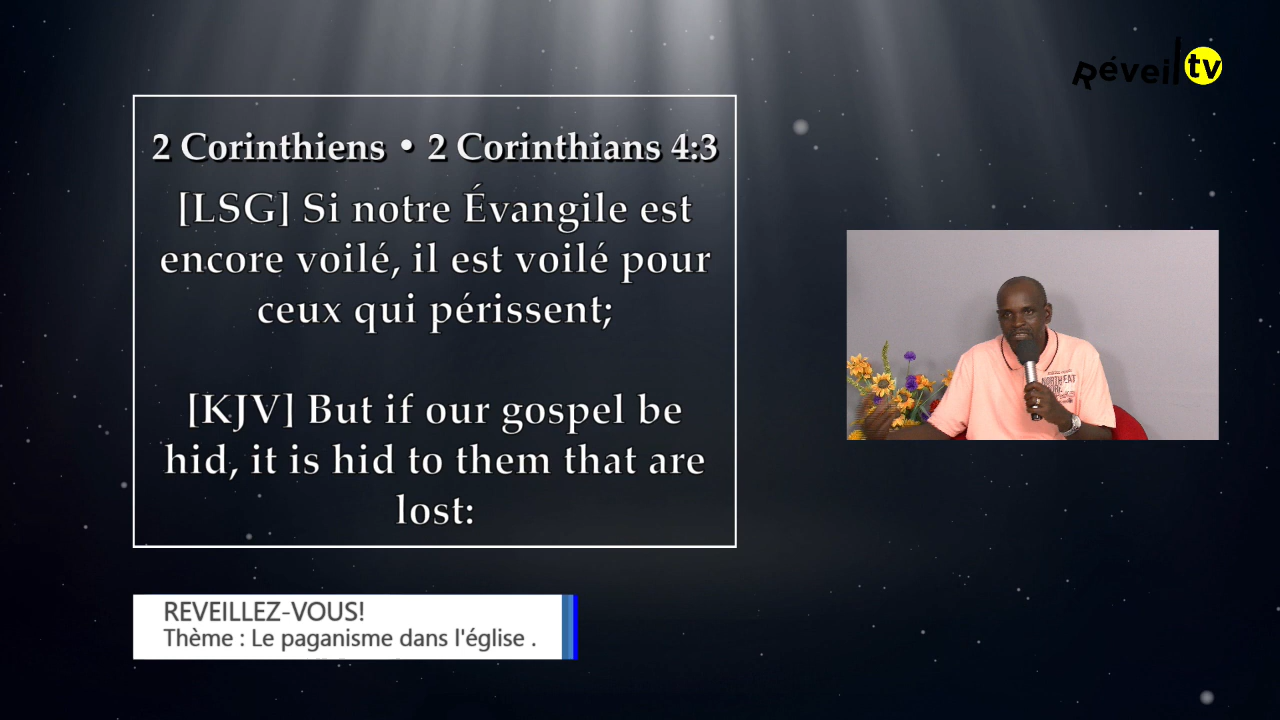 Réveil tv
2 Corinthiens • 2 Corinthians 4:3
[LSG] Si notre Évangile est
encore voilé, il est voilé pour
ceux qui périssent;
[KJV] But if our gospel be
hid, it is hid to them that are
lost:
NORTH EAT
REVEILLEZ-VOUS!
Thème : Le paganisme dans l'église .